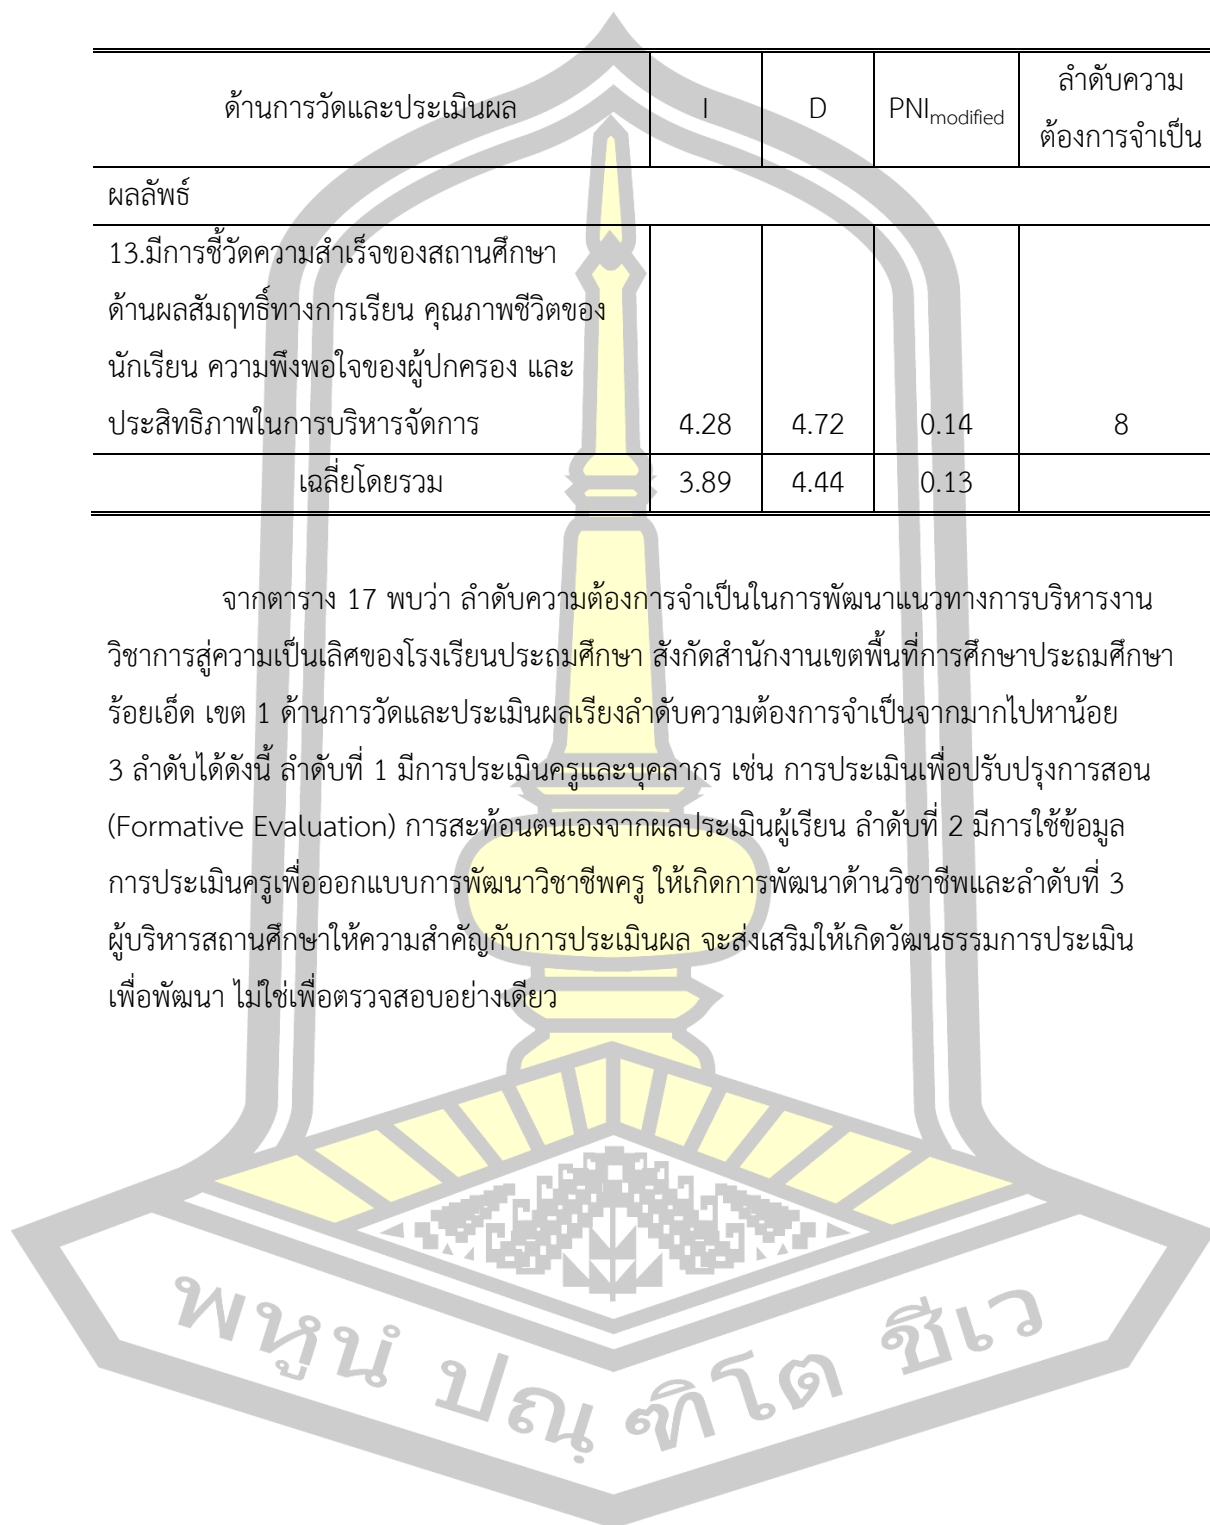 ด้านการวัดและประเมินผล I D PNImodified ลำดับความ
ต้องการจำเป็น
ผลลัพธ์
13.มีการชี้วัดความสำเร็จของสถานศึกษา
ด้านผลสัมฤทธิ์ทางการเรียน คุณภาพชีวิตของ
นักเรียน ความพึงพอใจของผู้ปกครอง และ
ประสิทธิภาพในการบริหารจัดการ 4.28 4.72 0.14 8
เฉลี่ยโดยรวม 3.89 4.44 0.13
จากตาราง 17 พบว่า ลำดับความต้องการจำเป็นในการพัฒนาแนวทางการบริหารงาน
วิชาการสู่ความเป็นเลิศของโรงเรียนประถมศึกษา สังกัดสำนักงานเขตพื้นที่การศึกษาประถมศึกษา
ร้อยเอ็ด เขต 1 ด้านการวัดและประเมินผลเรียงลำดับความต้องการจำเป็นจากมากไปหาน้อย
3 ลำดับได้ดังนี้ ลำดับที่ 1 มีการประเมินครูและบุคลากร เช่น การประเมินเพื่อปรับปรุงการสอน
(Formative Evaluation) การสะท้อนตนเองจากผลประเมินผู้เรียน ลำดับที่ 2 มีการใช้ข้อมูล
การประเมินครูเพื่อออกแบบการพัฒนาวิชาชีพครู ให้เกิดการพัฒนาด้านวิชาชีพและลำดับที่ 3
ผู้บริหารสถานศึกษาให้ความสำคัญกับการประเมินผล จะส่งเสริมให้เกิดวัฒนธรรมการประเมิน
เพื่อพัฒนา ไม่ใช่เพื่อตรวจสอบอย่างเดียว
พหูนํ ปณฺฑิโต ชีเว